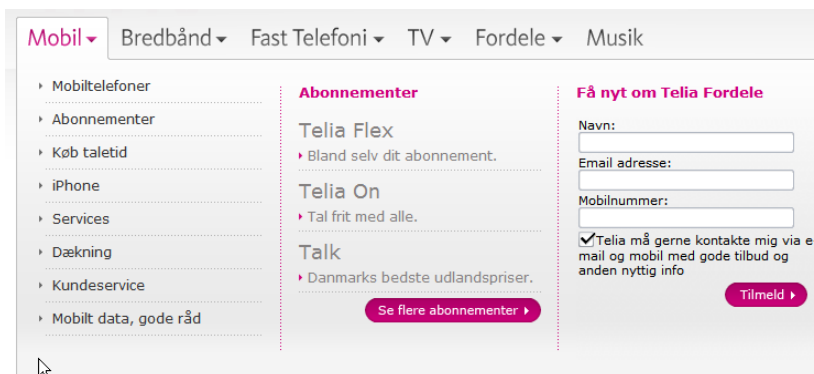 Mobil Bredbånd Fast Telefoni TV Fordele Musik
Mobiltelefoner
Abonnementer
Køb taletid
iPhone
Services
Dækning
Kundeservice
Mobilt data, gode råd
Abonnementer
Telia Flex
Bland selv dit abonnement.
Telia On
Tal frit med alle.
Talk
Danmarks bedste udlandspriser.
Se flere abonnementer
Få nyt om Telia Fordele
Navn:
Email adresse:
Mobilnummer:
Telia må gerne kontakte mig via e
mail og mobil med gode tilbud og
anden nyttig info
Tilmeld